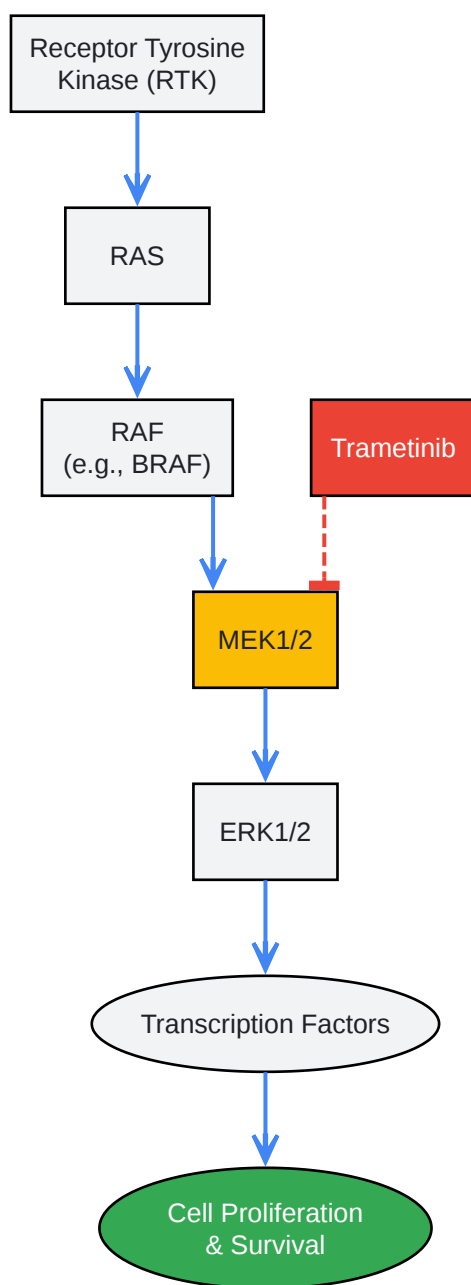 Receptor Tyrosine
Kinase (RTK)
RAS
RAF
(e.g., BRAF)
Trametinib
MEK1/2
ERK1/2
Transcription Factors
Cell Proliferation
& Survival